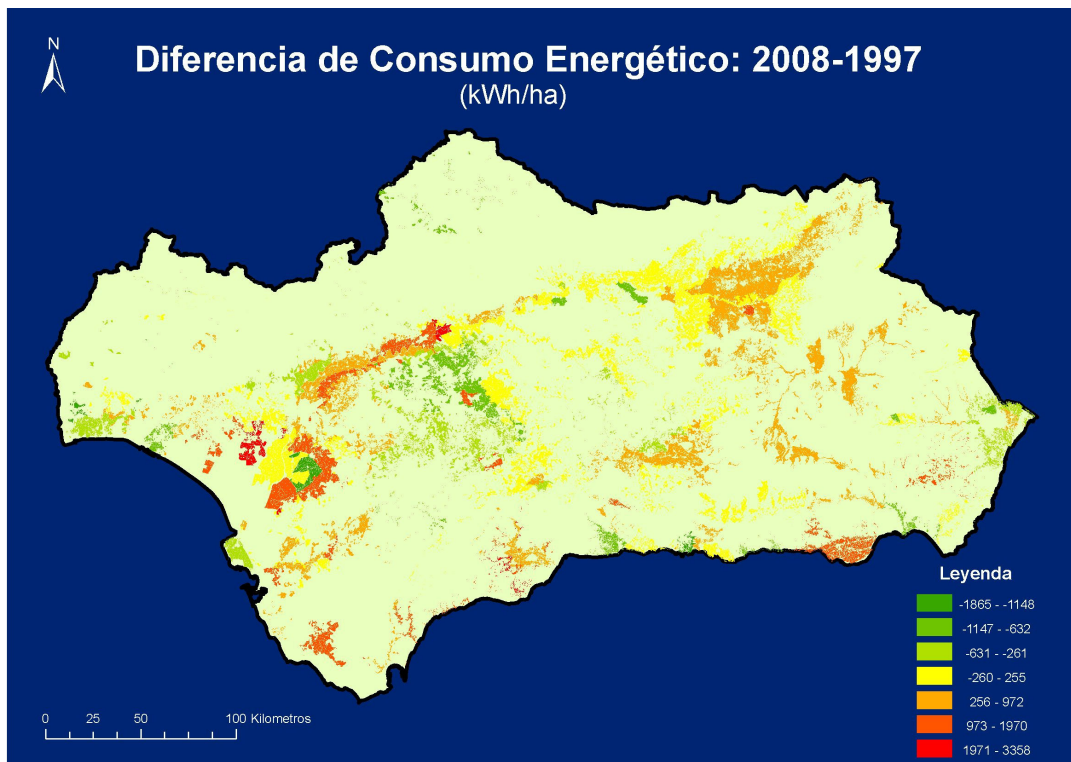 N
Diferencia de Consumo Energético: 2008-1997
(kWh/ha)
Leyenda
-1865 - -1148
-1147 - -632
-631 - -261
-260 - 255
256 - 972
973 - 1970
1971 - 3358
0 25 50 100 Kilometros